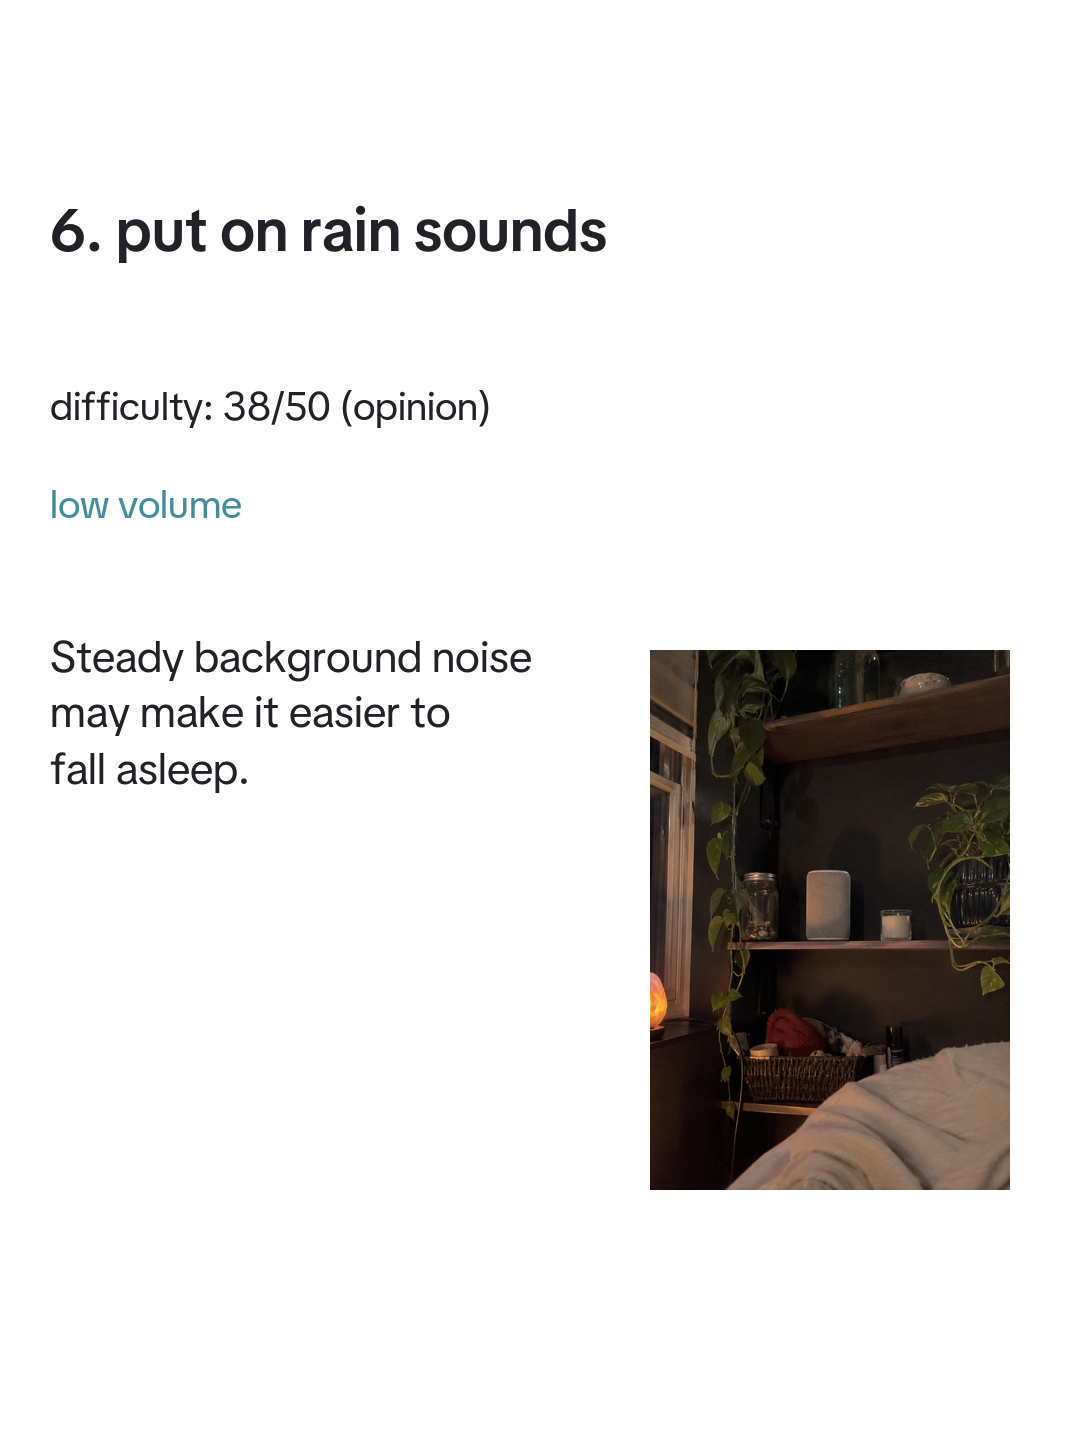 6. put on rain sounds
difficulty: 38/50 (opinion)
low volume
Steady background noise
may make it easier to
fall asleep.